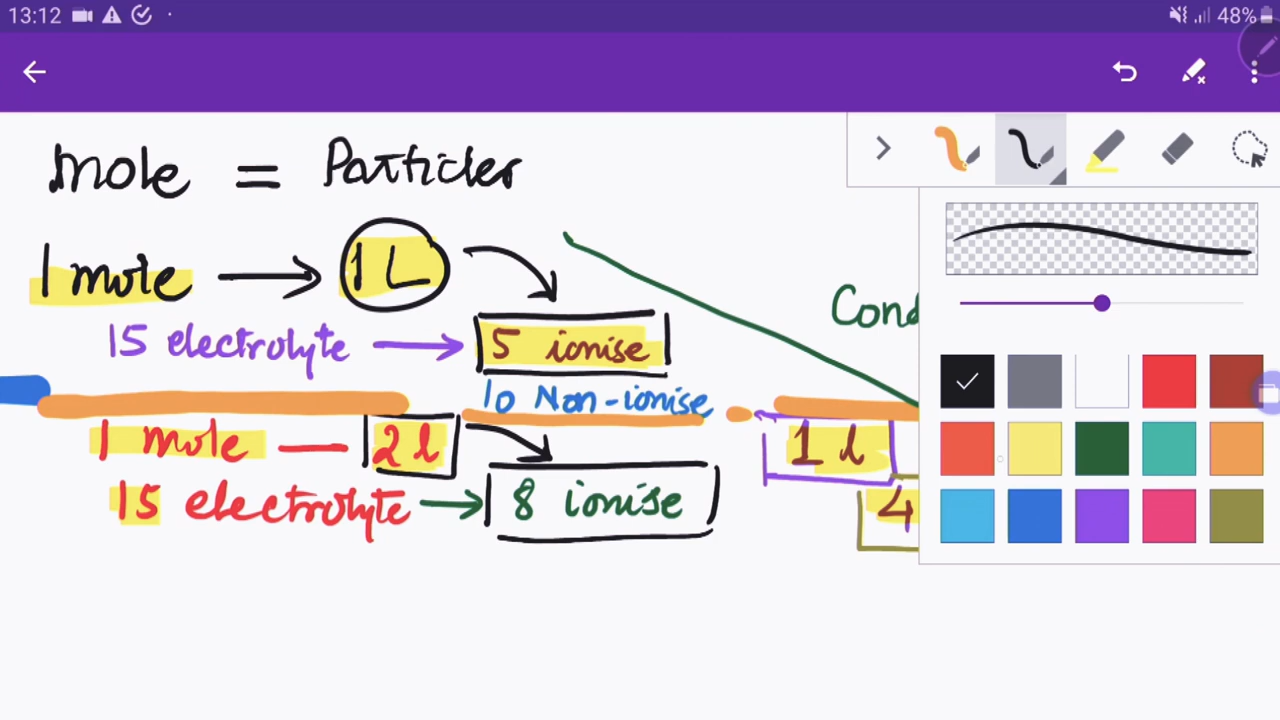 13:12
48%
mole = Particles
1 mole → 1 L
Cond
15 electrolyte → 5 ionise
10 Non-ionise
1 mole — 2 l
1 l
15 electrolyte → 8 ionise
4